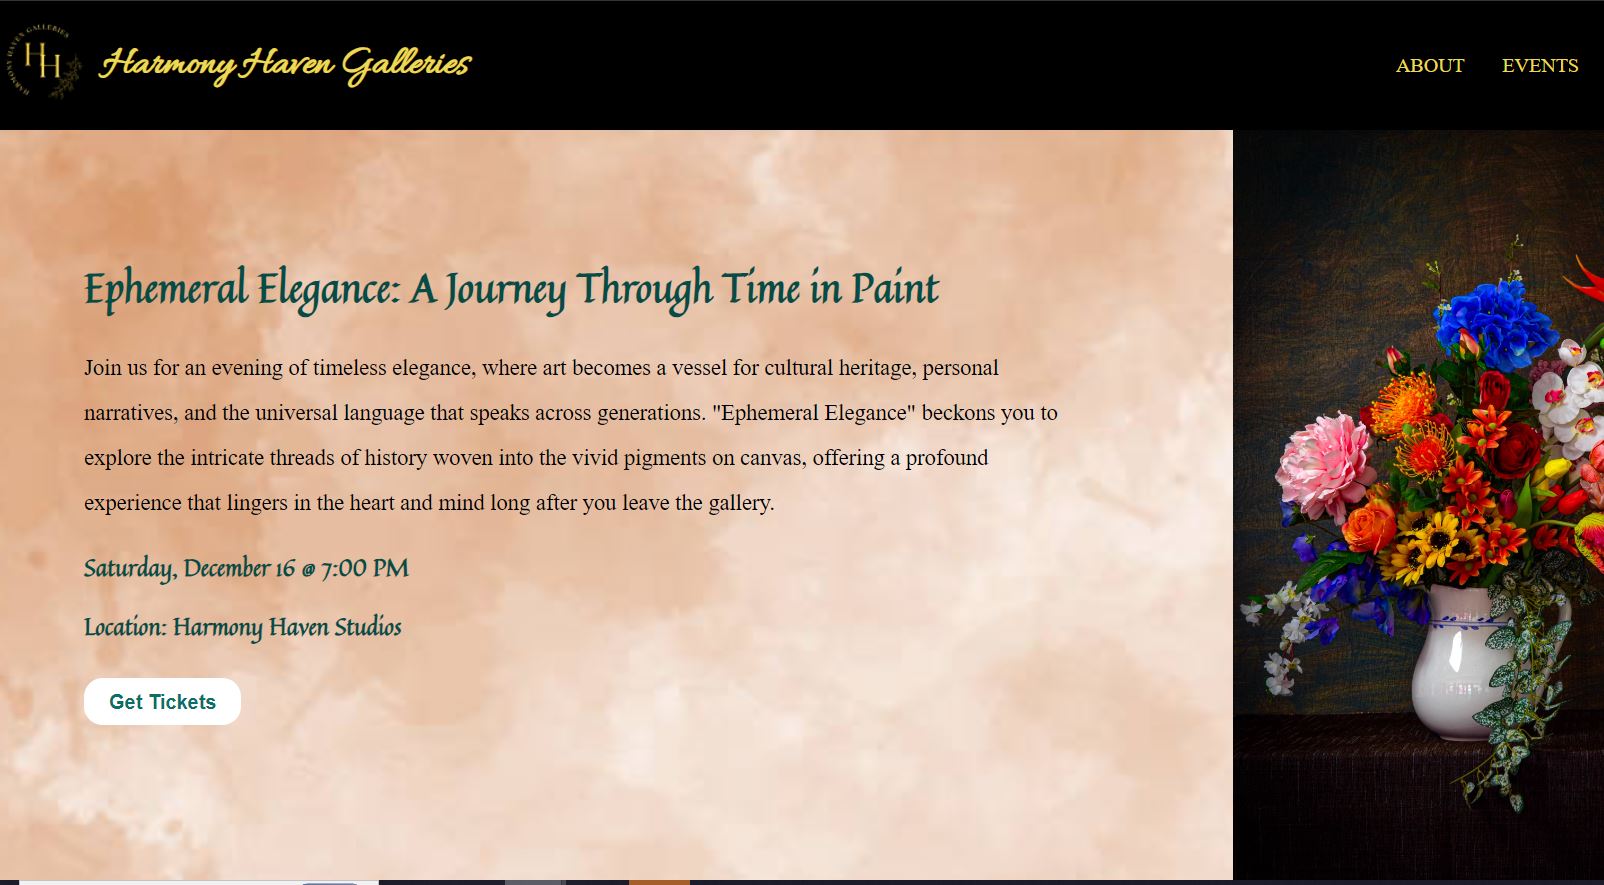 HARMONY HAVEN GALLERIES
HH
Harmony Haven Galleries
ABOUT
EVENTS
Ephemeral Elegance: A Journey Through Time in Paint
Join us for an evening of timeless elegance, where art becomes a vessel for cultural heritage, personal
narratives, and the universal language that speaks across generations. "Ephemeral Elegance" beckons you to
explore the intricate threads of history woven into the vivid pigments on canvas, offering a profound
experience that lingers in the heart and mind long after you leave the gallery.
Saturday, December 16 @ 7:00 PM
Location: Harmony Haven Studios
Get Tickets